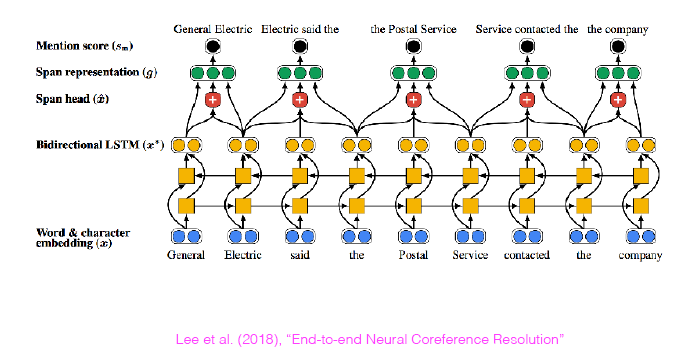 General Electric Electric said the the Postal Service Service contacted the the company
Mention score (sm)
Span representation (g)
Span head (x̂)
Bidirectional LSTM (x*)
Word & character
embedding (x)
General Electric said the Postal Service contacted the company
Lee et al. (2018), “End-to-end Neural Coreference Resolution”